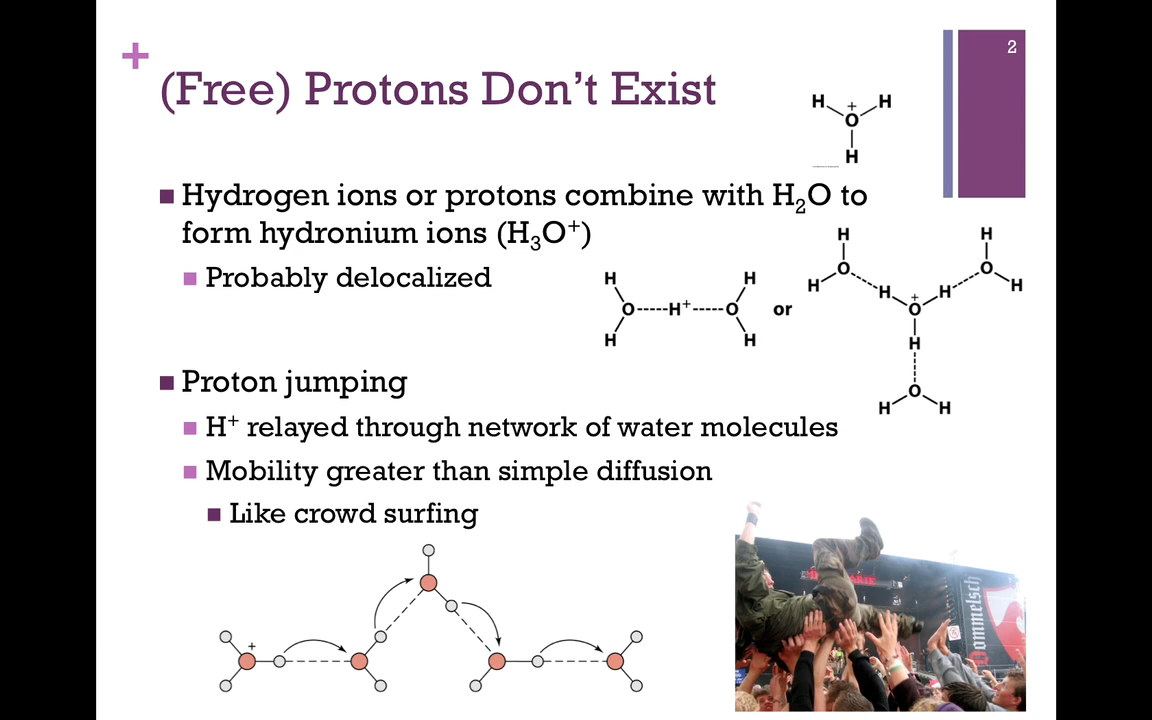 2
+
(Free) Protons Don't Exist
H + H
O
H
Hydrogen ions or protons combine with H₂O to
form hydronium ions (H₃O⁺)
Probably delocalized
H H
O H⁺ O
H H
or
H H
O O
H H H H
+
O
H
O
H H
Proton jumping
H⁺ relayed through network of water molecules
Mobility greater than simple diffusion
Like crowd surfing
+
Dommelsch